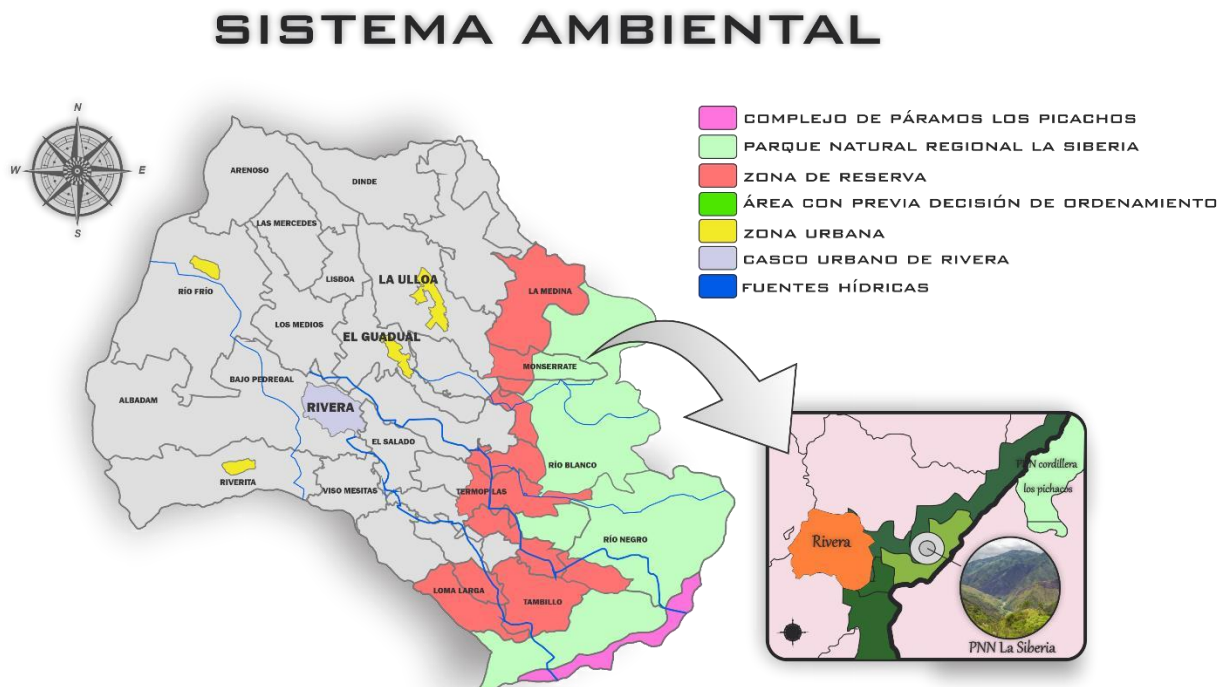 SISTEMA AMBIENTAL
N
W
E
S
COMPLEJO DE PÁRAMOS LOS PICACHOS
PARQUE NATURAL REGIONAL LA SIBERIA
ZONA DE RESERVA
ÁREA CON PREVIA DECISIÓN DE ORDENAMIENTO
ZONA URBANA
CASCO URBANO DE RIVERA
FUENTES HÍDRICAS
ARENOSO
DINDE
LAS MERCEDES
LISBOA
LA ULLOA
RÍO FRÍO
LA MEDINA
LOS MEDIOS
EL GUADUAL
MONSERRATE
BAJO PEDREGAL
ALBADAM
RIVERA
EL SALADO
RÍO BLANCO
RIVERITA
VISO MESITAS
TERMOPILAS
RÍO NEGRO
LOMA LARGA
TAMBILLO
PNN cordillera
los pichacos
Rivera
PNN La Siberia